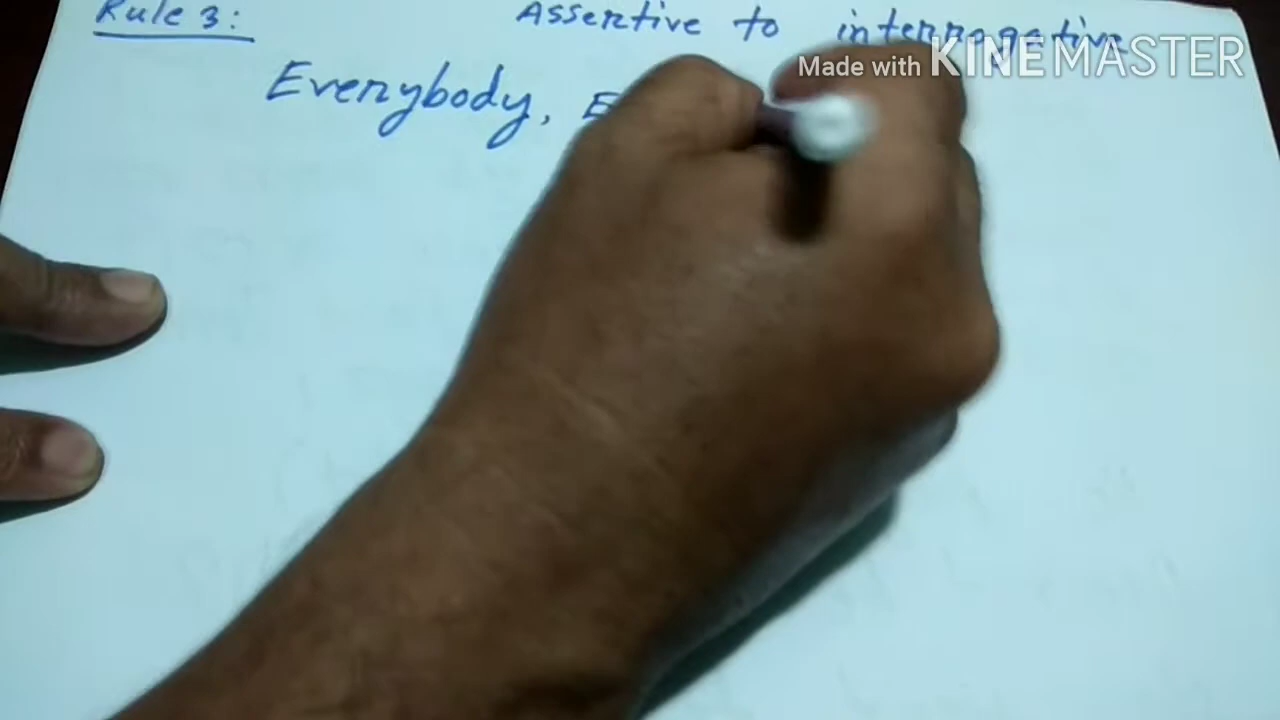 Rule 3: Assertive to interrogative
Made with KINEMASTER
Everybody, E